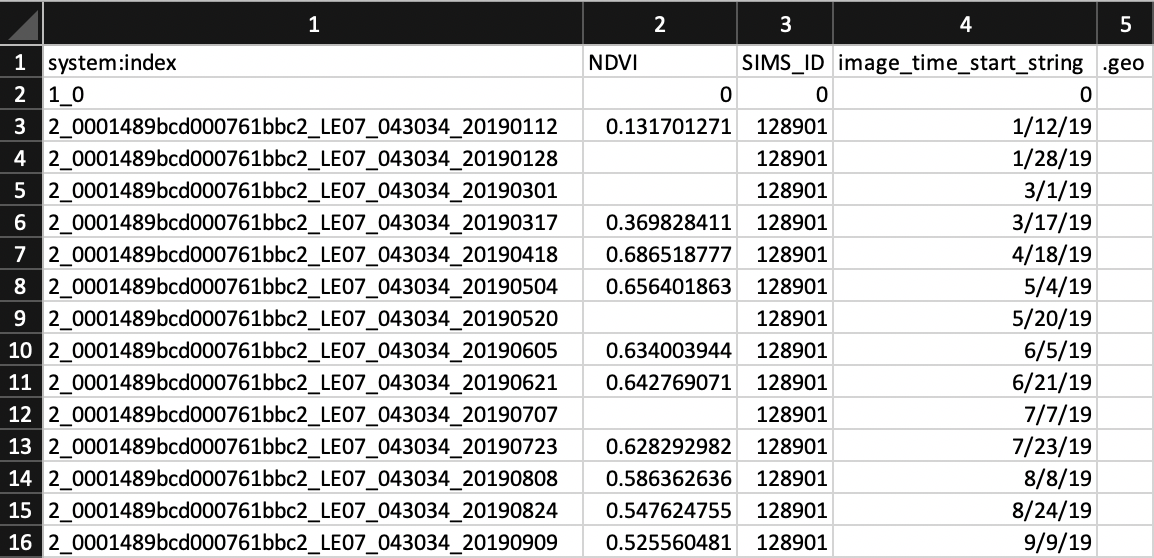 1 2 3 4 5
1 system:index NDVI SIMS_ID image_time_start_string .geo
2 1_0 0 0 0
3 2_0001489bcd000761bbc2_LE07_043034_20190112 0.131701271 128901 1/12/19
4 2_0001489bcd000761bbc2_LE07_043034_20190128 128901 1/28/19
5 2_0001489bcd000761bbc2_LE07_043034_20190301 128901 3/1/19
6 2_0001489bcd000761bbc2_LE07_043034_20190317 0.369828411 128901 3/17/19
7 2_0001489bcd000761bbc2_LE07_043034_20190418 0.686518777 128901 4/18/19
8 2_0001489bcd000761bbc2_LE07_043034_20190504 0.656401863 128901 5/4/19
9 2_0001489bcd000761bbc2_LE07_043034_20190520 128901 5/20/19
10 2_0001489bcd000761bbc2_LE07_043034_20190605 0.634003944 128901 6/5/19
11 2_0001489bcd000761bbc2_LE07_043034_20190621 0.642769071 128901 6/21/19
12 2_0001489bcd000761bbc2_LE07_043034_20190707 128901 7/7/19
13 2_0001489bcd000761bbc2_LE07_043034_20190723 0.628292982 128901 7/23/19
14 2_0001489bcd000761bbc2_LE07_043034_20190808 0.586362636 128901 8/8/19
15 2_0001489bcd000761bbc2_LE07_043034_20190824 0.547624755 128901 8/24/19
16 2_0001489bcd000761bbc2_LE07_043034_20190909 0.525560481 128901 9/9/19